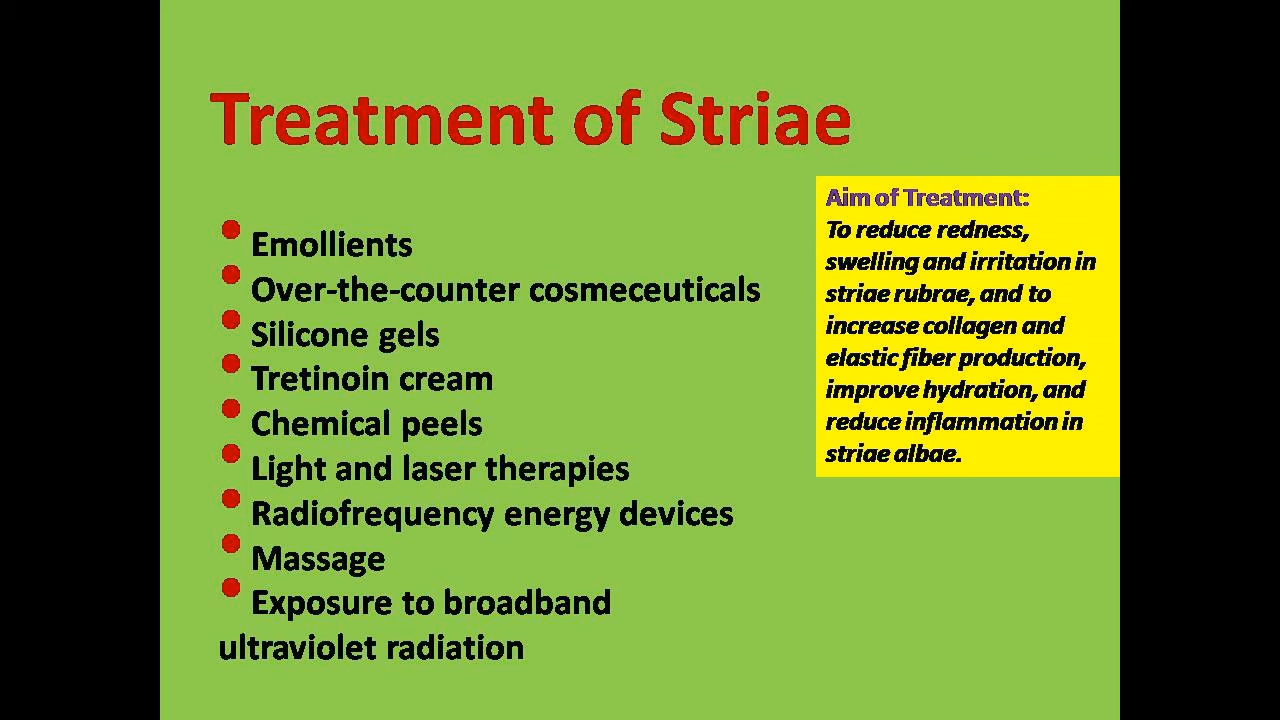 Treatment of Striae
• Emollients
• Over-the-counter cosmeceuticals
• Silicone gels
• Tretinoin cream
• Chemical peels
• Light and laser therapies
• Radiofrequency energy devices
• Massage
• Exposure to broadband
ultraviolet radiation
Aim of Treatment:
To reduce redness,
swelling and irritation in
striae rubrae, and to
increase collagen and
elastic fiber production,
improve hydration, and
reduce inflammation in
striae albae.